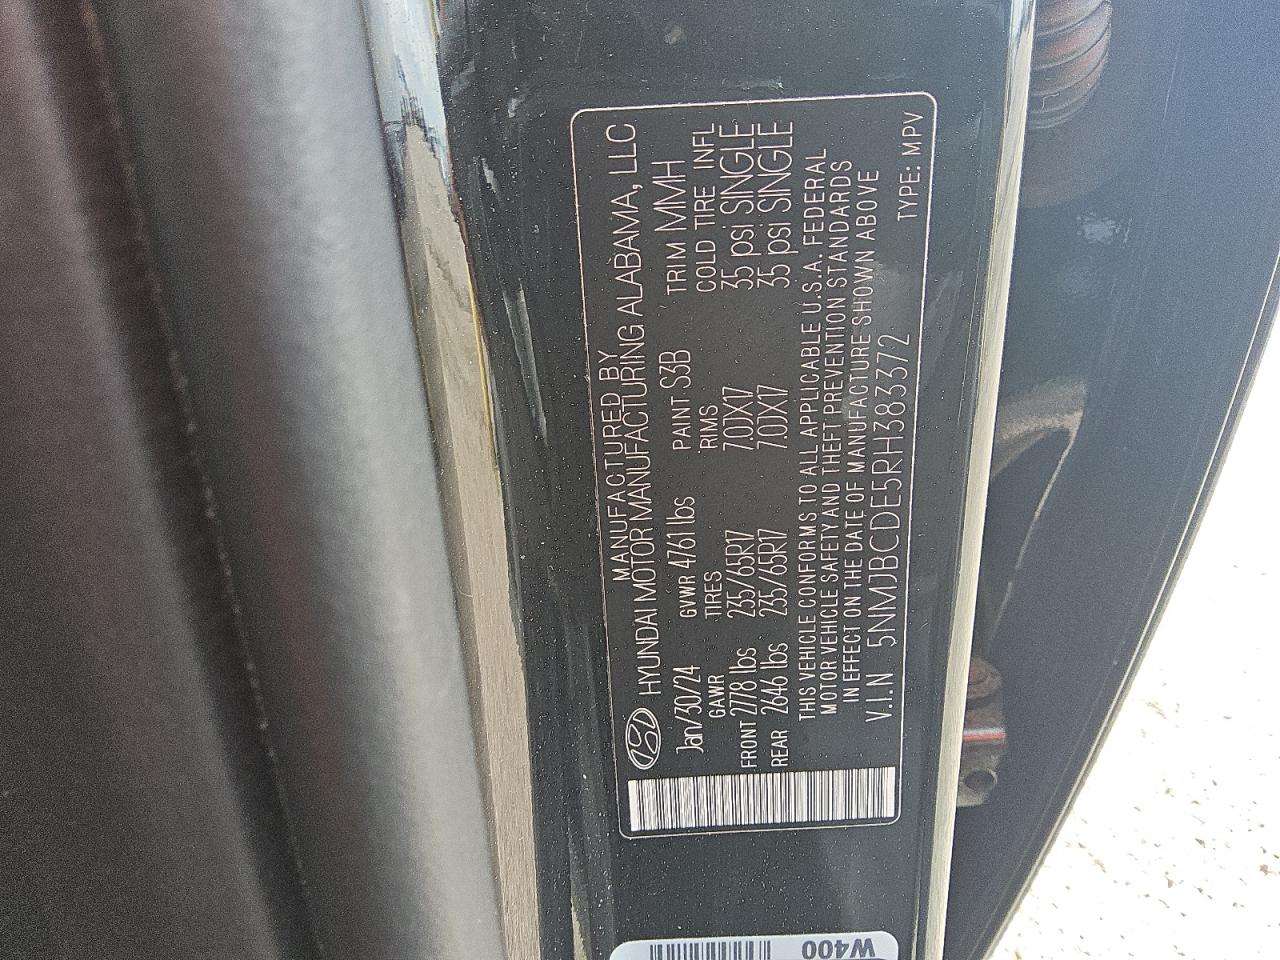 MANUFACTURED BY
HYUNDAI MOTOR MANUFACTURING ALABAMA, LLC
Jan/30/24 GVWR 4761 lbs PAINT S3B TRIM MMH
GAWR TIRES RIMS COLD TIRE INFL
FRONT 2778 lbs 235/65R17 7.0JX17 35 psi SINGLE
REAR 2646 lbs 235/65R17 7.0JX17 35 psi SINGLE
THIS VEHICLE CONFORMS TO ALL APPLICABLE U.S.A. FEDERAL
MOTOR VEHICLE SAFETY AND THEFT PREVENTION STANDARDS
IN EFFECT ON THE DATE OF MANUFACTURE SHOWN ABOVE
V.I.N 5NMJBCDE5RH383372
TYPE: MPV
W400